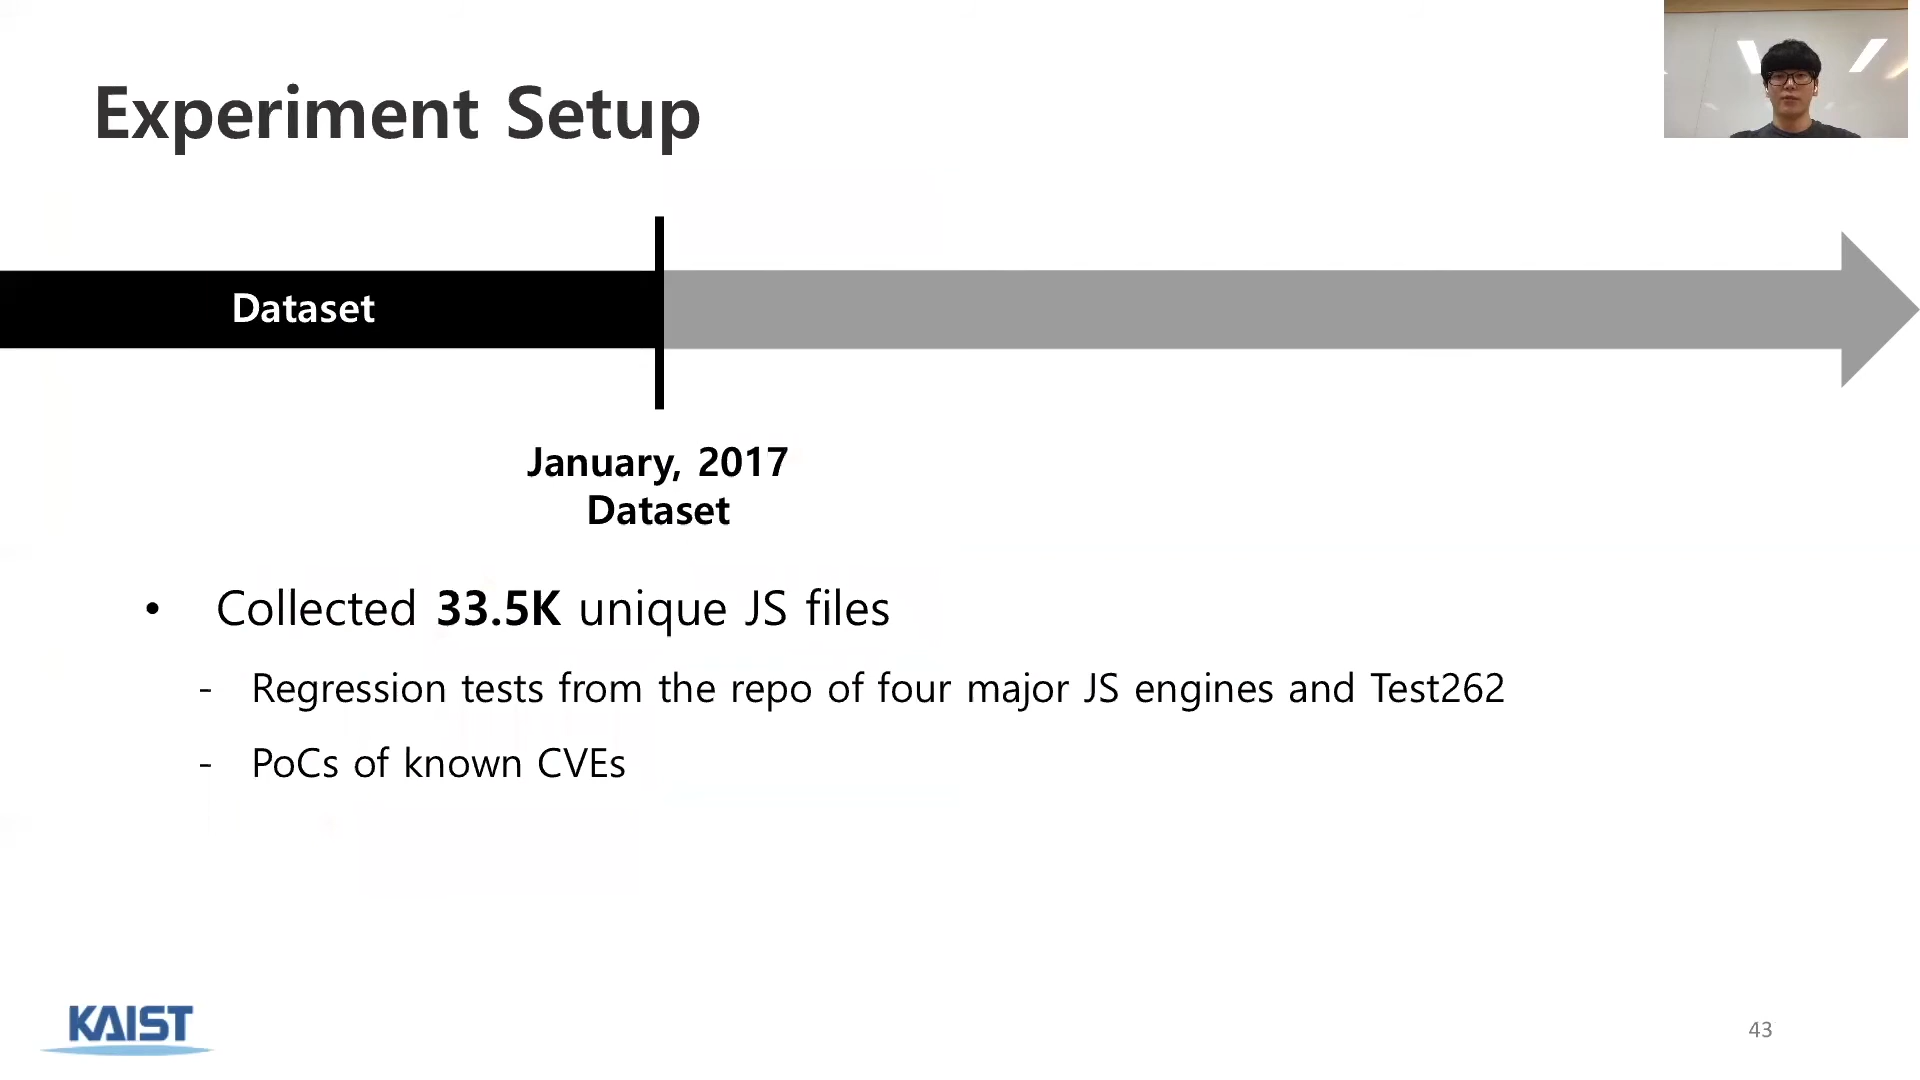 Experiment Setup
Dataset
January, 2017
Dataset
• Collected 33.5K unique JS files
- Regression tests from the repo of four major JS engines and Test262
- PoCs of known CVEs
KAIST
43